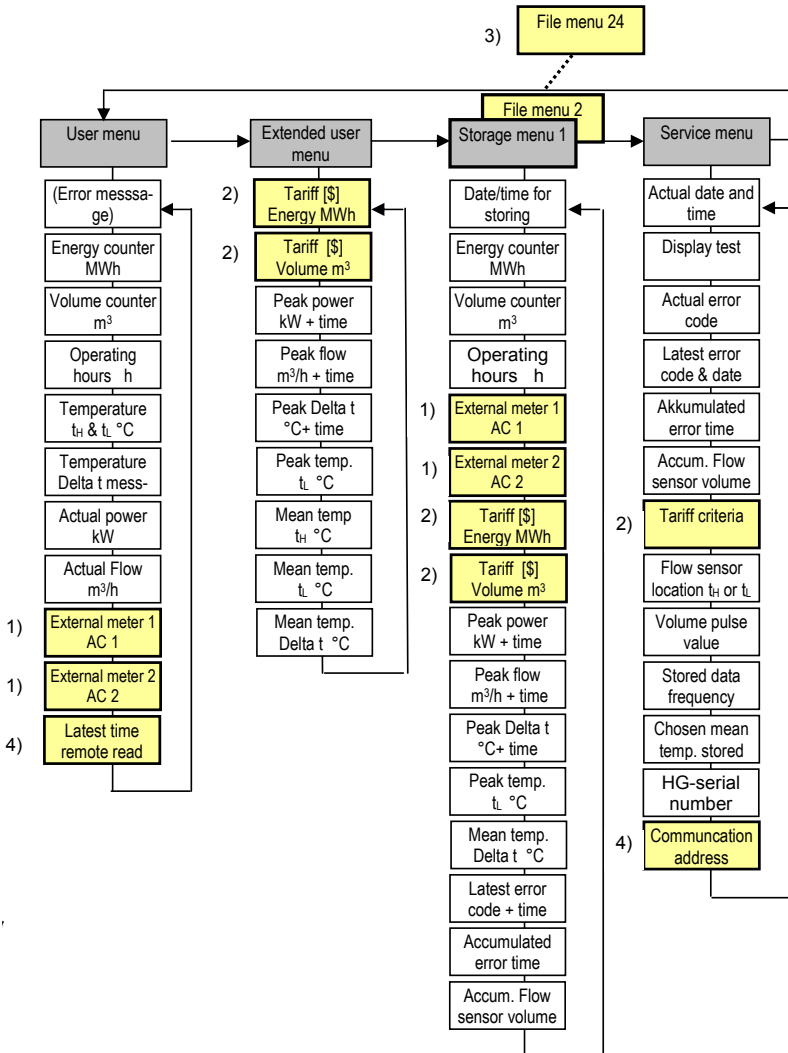 3)
File menu 24
File menu 2
User menu
(Error messsa-
ge)
Energy counter
MWh
Volume counter
m³
Operating
hours h
Temperature
tH & tL °C
Temperature
Delta t mess-
Actual power
kW
Actual Flow
m³/h
1)
External meter 1
AC 1
1)
External meter 2
AC 2
4)
Latest time
remote read
Extended user
menu
2)
Tariff [$]
Energy MWh
2)
Tariff [$]
Volume m³
Peak power
kW + time
Peak flow
m³/h + time
Peak Delta t
°C+ time
Peak temp.
tL °C
Mean temp
tH °C
Mean temp.
tL °C
Mean temp.
Delta t °C
Storage menu 1
Date/time for
storing
Energy counter
MWh
Volume counter
m³
Operating
hours h
1)
External meter 1
AC 1
1)
External meter 2
AC 2
2)
Tariff [$]
Energy MWh
2)
Tariff [$]
Volume m³
Peak power
kW + time
Peak flow
m³/h + time
Peak Delta t
°C+ time
Peak temp.
tL °C
Mean temp.
Delta t °C
Latest error
code + time
Accumulated
error time
Accum. Flow
sensor volume
Service menu
Actual date and
time
Display test
Actual error
code
Latest error
code & date
Akkumulated
error time
Accum. Flow
sensor volume
2)
Tariff criteria
Flow sensor
location tH or tL
Volume pulse
value
Stored data
frequency
Chosen mean
temp. stored
HG-serial
number
4)
Communcation
address